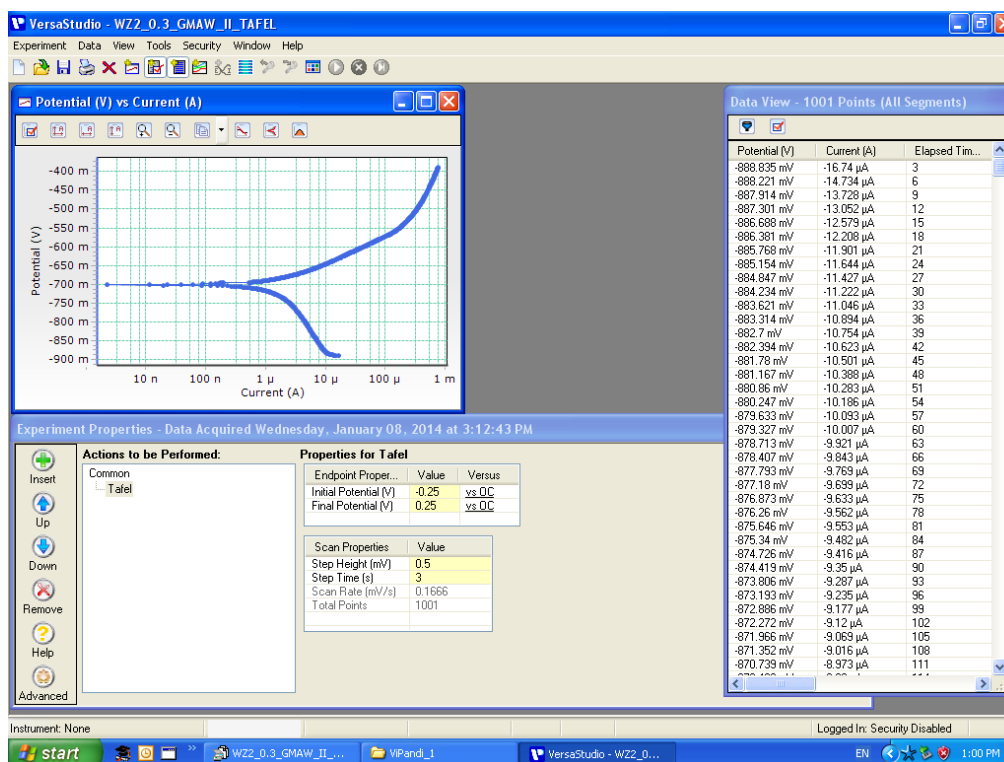 VersaStudio - WZ2_0.3_GMAW_II_TAFEL
Experiment Data View Tools Security Window Help
Potential (V) vs Current (A)
-400 m
-450 m
-500 m
-550 m
-600 m
-650 m
-700 m
-750 m
-800 m
-850 m
-900 m
Potential (V)
10 n 100 n 1 µ 10 µ 100 µ 1 m
Current (A)
Data View - 1001 Points (All Segments)
Potential (V) Current (A) Elapsed Tim...
-888.835 mV -16.74 µA 3
-888.221 mV -14.734 µA 6
-887.914 mV -13.728 µA 9
-887.301 mV -13.052 µA 12
-886.688 mV -12.579 µA 15
-886.381 mV -12.208 µA 18
-885.768 mV -11.901 µA 21
-885.154 mV -11.644 µA 24
-884.847 mV -11.427 µA 27
-884.234 mV -11.222 µA 30
-883.621 mV -11.046 µA 33
-883.314 mV -10.894 µA 36
-882.7 mV -10.754 µA 39
-882.394 mV -10.623 µA 42
-881.78 mV -10.501 µA 45
-881.167 mV -10.388 µA 48
-880.86 mV -10.283 µA 51
-880.247 mV -10.186 µA 54
-879.633 mV -10.093 µA 57
-879.327 mV -10.007 µA 60
-878.713 mV -9.921 µA 63
-878.407 mV -9.843 µA 66
-877.793 mV -9.769 µA 69
-877.18 mV -9.699 µA 72
-876.873 mV -9.633 µA 75
-876.26 mV -9.562 µA 78
-875.646 mV -9.553 µA 81
-875.34 mV -9.482 µA 84
-874.726 mV -9.416 µA 87
-874.419 mV -9.35 µA 90
-873.806 mV -9.287 µA 93
-873.193 mV -9.235 µA 96
-872.886 mV -9.177 µA 99
-872.272 mV -9.12 µA 102
-871.966 mV -9.069 µA 105
-871.352 mV -9.016 µA 108
-870.739 mV -8.973 µA 111
Experiment Properties - Data Acquired Wednesday, January 08, 2014 at 3:12:43 PM
Insert
Up
Down
Remove
Help
Advanced
Actions to be Performed:
Common
Tafel
Properties for Tafel
Endpoint Proper... Value Versus
Initial Potential (V) -0.25 vs OC
Final Potential (V) 0.25 vs OC
Scan Properties Value
Step Height (mV) 0.5
Step Time (s) 3
Scan Rate (mV/s) 0.1666
Total Points 1001
Instrument: None
Logged In: Security Disabled
start WZ2_0.3_GMAW_II_... ViPandi_1 VersaStudio - WZ2_0... EN 1:00 PM